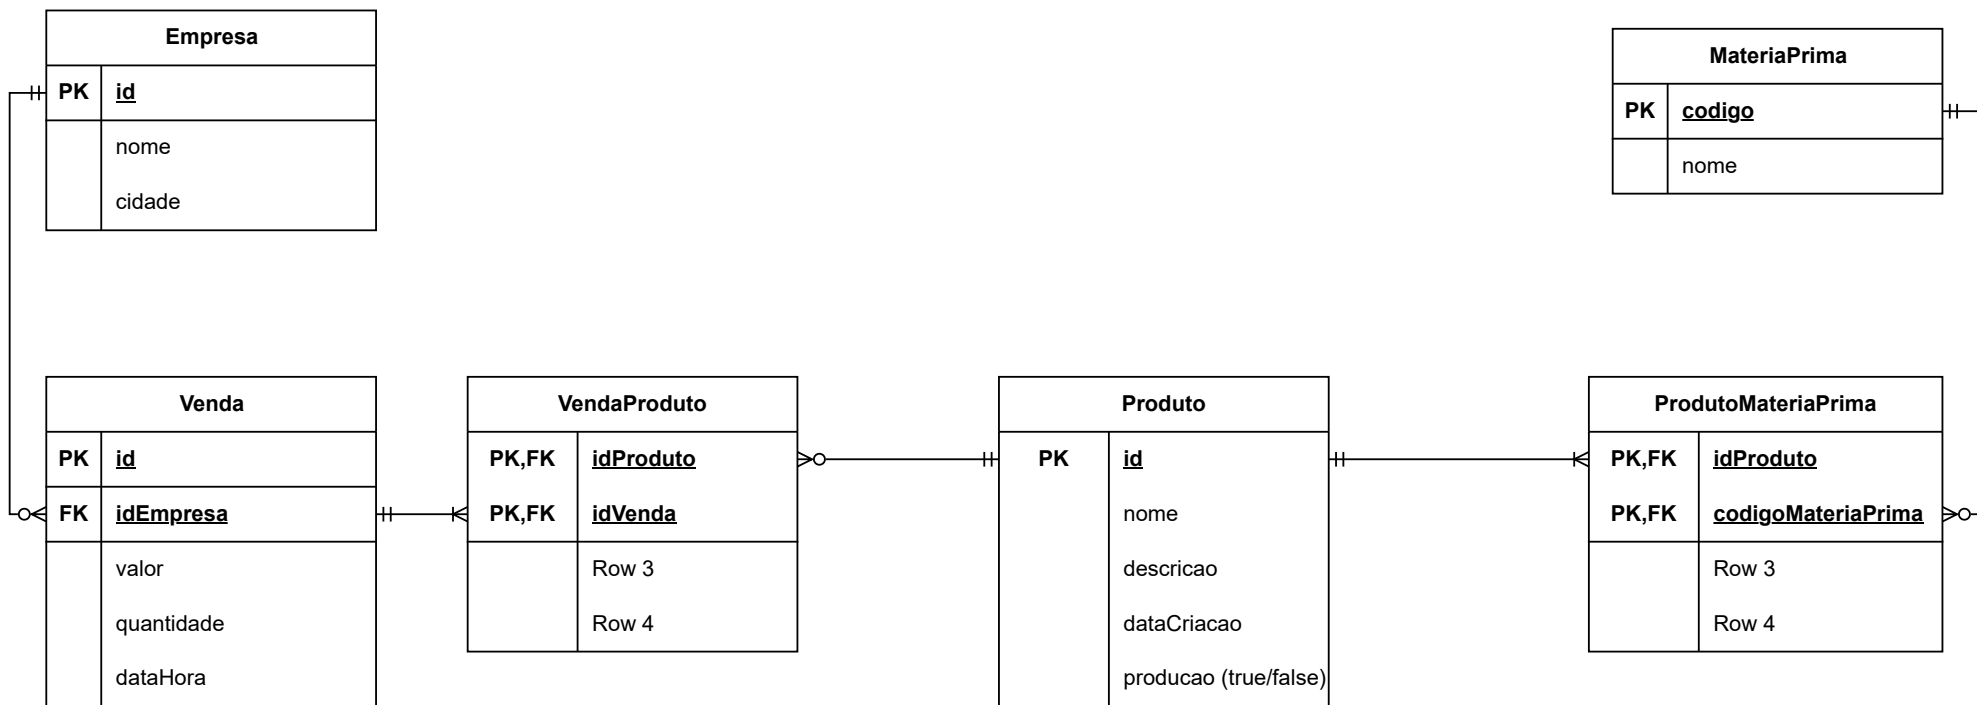 Empresa
PK id
nome
cidade
MateriaPrima
PK codigo
nome
Venda
PK id
FK idEmpresa
valor
quantidade
dataHora
VendaProduto
PK,FK idProduto
PK,FK idVenda
Row 3
Row 4
Produto
PK id
nome
descricao
dataCriacao
producao (true/false)
ProdutoMateriaPrima
PK,FK idProduto
PK,FK codigoMateriaPrima
Row 3
Row 4